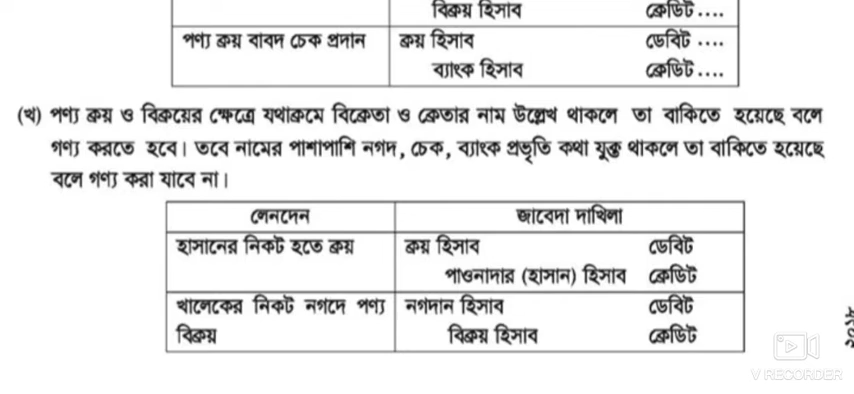 বিক্রয় হিসাব ক্রেডিট ....
পণ্য ক্রয় বাবদ চেক প্রদান ক্রয় হিসাব ডেবিট ....
ব্যাংক হিসাব ক্রেডিট ....
(খ) পণ্য ক্রয় ও বিক্রয়ের ক্ষেত্রে যথাক্রমে বিক্রেতা ও ক্রেতার নাম উল্লেখ থাকলে তা বাকিতে হয়েছে বলে
গণ্য করতে হবে। তবে নামের পাশাপাশি নগদ, চেক, ব্যাংক প্রভৃতি কথা যুক্ত থাকলে তা বাকিতে হয়েছে
বলে গণ্য করা যাবে না।
লেনদেন জাবেদা দাখিলা
হাসানের নিকট হতে ক্রয় ক্রয় হিসাব ডেবিট
পাওনাদার (হাসান) হিসাব ক্রেডিট
খালেকের নিকট নগদে পণ্য নগদান হিসাব ডেবিট
বিক্রয় বিক্রয় হিসাব ক্রেডিট
২০১৮
V RECORDER